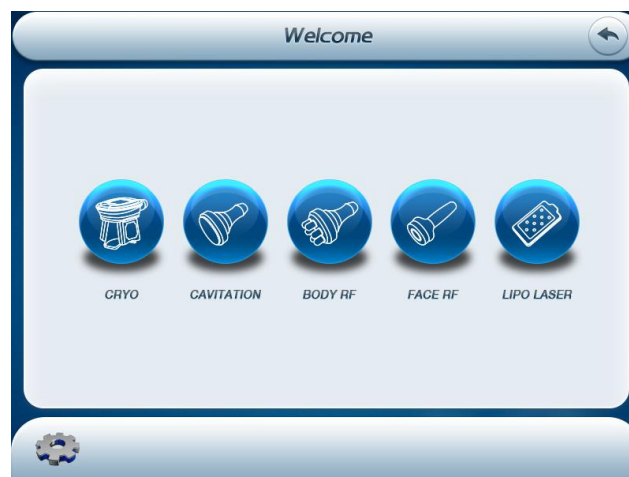 Welcome
CRYO
CAVITATION
BODY RF
FACE RF
LIPO LASER